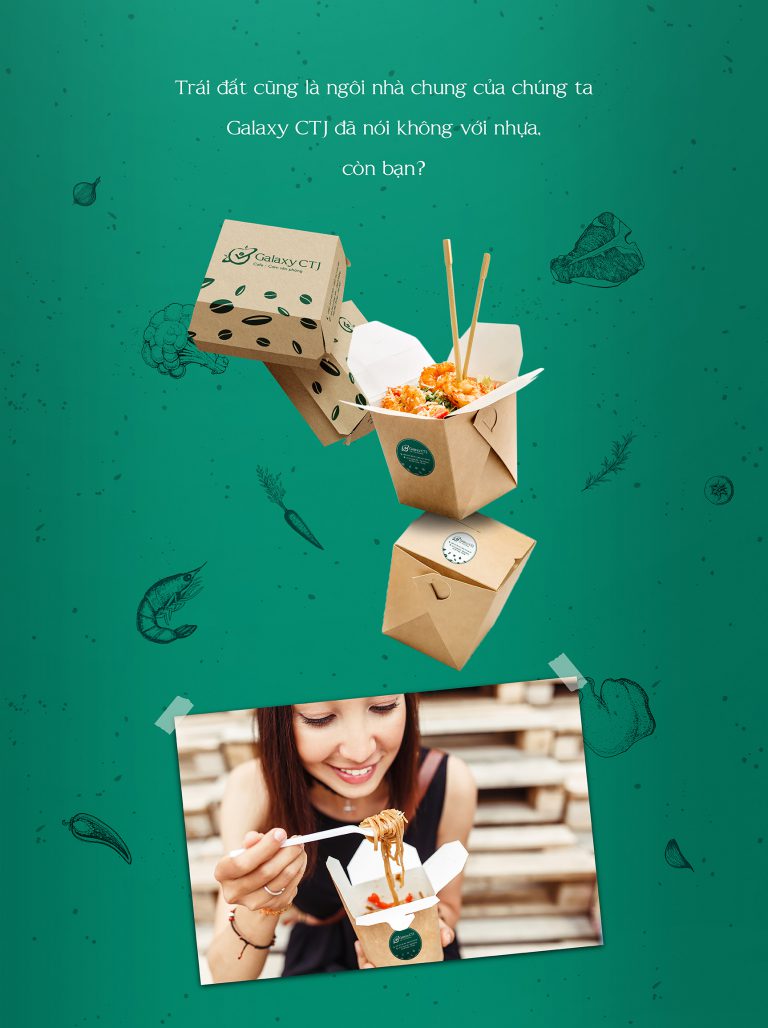 Trái đất cũng là ngôi nhà chung của chúng ta
Galaxy CTJ đã nói không với nhựa,
còn bạn?
Galaxy CTJ
Cafe - Cơm văn phòng